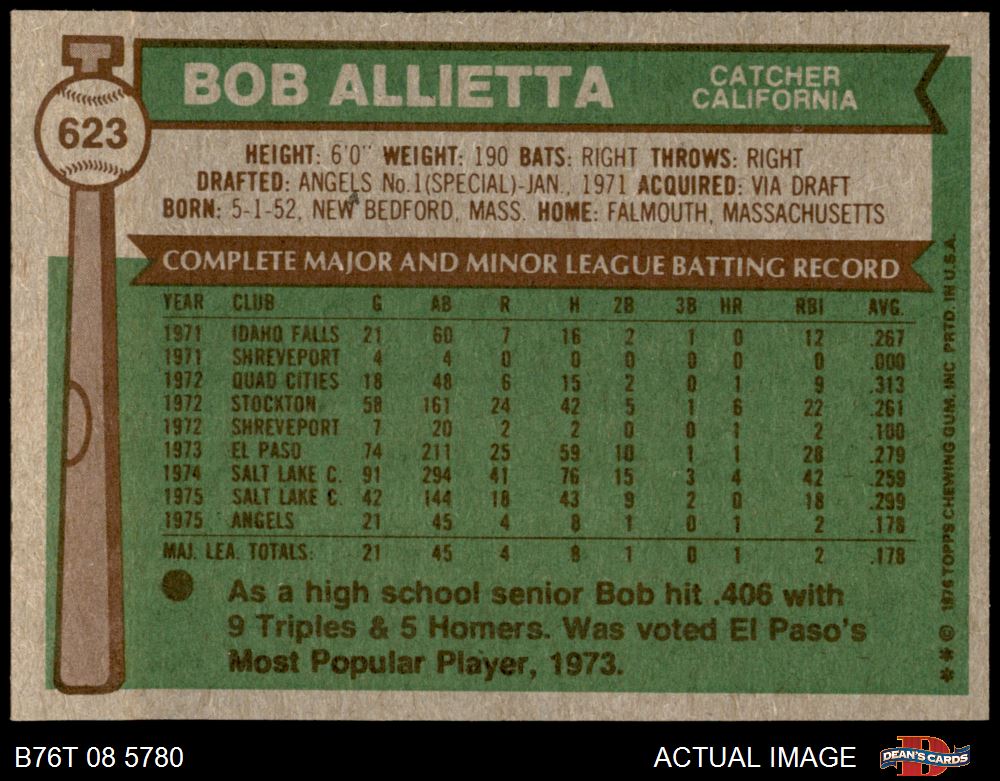 BOB ALLIETTA
CATCHER
CALIFORNIA
623
HEIGHT: 6'0" WEIGHT: 190 BATS: RIGHT THROWS: RIGHT
DRAFTED: ANGELS No.1(SPECIAL)-JAN., 1971 ACQUIRED: VIA DRAFT
BORN: 5-1-52, NEW BEDFORD, MASS. HOME: FALMOUTH, MASSACHUSETTS
COMPLETE MAJOR AND MINOR LEAGUE BATTING RECORD
YEAR CLUB G AB R H 2B 3B HR RBI AVG.
1971 IDAHO FALLS 21 60 7 16 2 1 0 12 .267
1971 SHREVEPORT 4 4 0 0 0 0 0 0 .000
1972 QUAD CITIES 18 48 6 15 2 0 1 9 .313
1972 STOCKTON 58 161 24 42 5 1 6 22 .261
1972 SHREVEPORT 7 20 2 2 0 0 1 2 .100
1973 EL PASO 74 211 25 59 10 1 1 28 .279
1974 SALT LAKE C. 91 294 41 76 15 3 4 42 .259
1975 SALT LAKE C. 42 144 18 43 9 2 0 18 .299
1975 ANGELS 21 45 4 8 1 0 1 2 .178
MAJ. LEA. TOTALS: 21 45 4 8 1 0 1 2 .178
As a high school senior Bob hit .406 with
9 Triples & 5 Homers. Was voted El Paso's
Most Popular Player, 1973.
** © 1976 TOPPS CHEWING GUM, INC. PRTD. IN U.S.A.
B76T 08 5780
ACTUAL IMAGE
DEAN'S CARDS